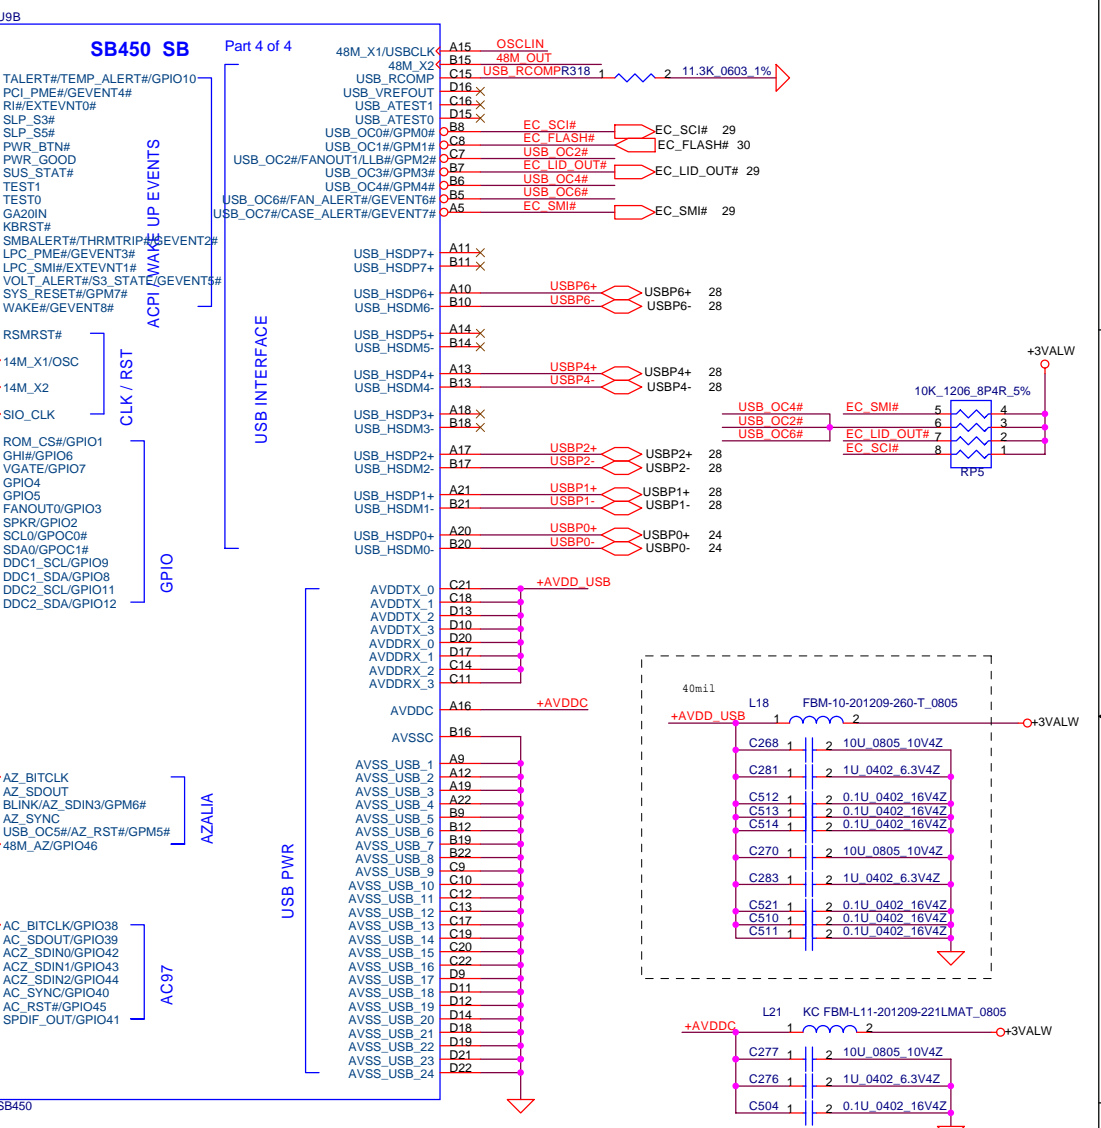 U9B
SB450 SB
Part 4 of 4
TALERT#/TEMP_ALERT#/GPIO10
PCI_PME#/GEVENT4#
RI#/EXTEVNT0#
SLP_S3#
SLP_S5#
PWR_BTN#
PWR_GOOD
SUS_STAT#
TEST1
TEST0
GA20IN
KBRST#
SMBALERT#/THRMTRIP#/GEVENT2#
LPC_PME#/GEVENT3#
LPC_SMI#/EXTEVNT1#
VOLT_ALERT#/S3_STATE/GEVENT5#
SYS_RESET#/GPM7#
WAKE#/GEVENT8#
ACPI / WAKE UP EVENTS
RSMRST#
14M_X1/OSC
14M_X2
SIO_CLK
CLK / RST
ROM_CS#/GPIO1
GHI#/GPIO6
VGATE/GPIO7
GPIO4
GPIO5
FANOUT0/GPIO3
SPKR/GPIO2
SCL0/GPOC0#
SDA0/GPOC1#
DDC1_SCL/GPIO9
DDC1_SDA/GPIO8
DDC2_SCL/GPIO11
DDC2_SDA/GPIO12
GPIO
AZ_BITCLK
AZ_SDOUT
BLINK/AZ_SDIN3/GPM6#
AZ_SYNC
USB_OC5#/AZ_RST#/GPM5#
48M_AZ/GPIO46
AZALIA
AC_BITCLK/GPIO38
AC_SDOUT/GPIO39
ACZ_SDIN0/GPIO42
ACZ_SDIN1/GPIO43
ACZ_SDIN2/GPIO44
AC_SYNC/GPIO40
AC_RST#/GPIO45
SPDIF_OUT/GPIO41
AC97
SB450
USB INTERFACE
48M_X1/USBCLK A15 OSCLIN
48M_X2 B15 48M_OUT
USB_RCOMP C15 USB_RCOMP R318 1 2 11.3K_0603_1%
USB_VREFOUT D16
USB_ATEST1 C16
USB_ATEST0 D15
USB_OC0#/GPM0# B8 EC_SCI# EC_SCI# 29
USB_OC1#/GPM1# C8 EC_FLASH# EC_FLASH# 30
USB_OC2#/FANOUT1/LLB#/GPM2# C7 USB_OC2#
USB_OC3#/GPM3# B7 EC_LID_OUT# EC_LID_OUT# 29
USB_OC4#/GPM4# B6 USB_OC4#
USB_OC6#/FAN_ALERT#/GEVENT6# B5 USB_OC6#
USB_OC7#/CASE_ALERT#/GEVENT7# A5 EC_SMI# EC_SMI# 29
USB_HSDP7+ A11
USB_HSDP7+ B11
USB_HSDP6+ A10 USBP6+ USBP6+ 28
USB_HSDM6- B10 USBP6- USBP6- 28
USB_HSDP5+ A14
USB_HSDM5- B14
USB_HSDP4+ A13 USBP4+ USBP4+ 28
USB_HSDM4- B13 USBP4- USBP4- 28
USB_HSDP3+ A18
USB_HSDM3- B18
USB_HSDP2+ A17 USBP2+ USBP2+ 28
USB_HSDM2- B17 USBP2- USBP2- 28
USB_HSDP1+ A21 USBP1+ USBP1+ 28
USB_HSDM1- B21 USBP1- USBP1- 28
USB_HSDP0+ A20 USBP0+ USBP0+ 24
USB_HSDM0- B20 USBP0- USBP0- 24
USB PWR
AVDDTX_0 C21 +AVDD_USB
AVDDTX_1 C18
AVDDTX_2 D13
AVDDTX_3 D10
AVDDRX_0 D20
AVDDRX_1 D17
AVDDRX_2 C14
AVDDRX_3 C11
AVDDC A16 +AVDDC
AVSSC B16
AVSS_USB_1 A9
AVSS_USB_2 A12
AVSS_USB_3 A19
AVSS_USB_4 A22
AVSS_USB_5 B9
AVSS_USB_6 B12
AVSS_USB_7 B19
AVSS_USB_8 B22
AVSS_USB_9 C9
AVSS_USB_10 C10
AVSS_USB_11 C12
AVSS_USB_12 C13
AVSS_USB_13 C17
AVSS_USB_14 C19
AVSS_USB_15 C20
AVSS_USB_16 C22
AVSS_USB_17 D9
AVSS_USB_18 D11
AVSS_USB_19 D12
AVSS_USB_20 D14
AVSS_USB_21 D18
AVSS_USB_22 D19
AVSS_USB_23 D21
AVSS_USB_24 D22
+3VALW
10K_1206_8P4R_5%
USB_OC4# EC_SMI# 5 4
USB_OC2# 6 3
USB_OC6# EC_LID_OUT# 7 2
EC_SCI# 8 1
RP5
40mil
L18 FBM-10-201209-260-T_0805
+AVDD_USB 1 2 +3VALW
C268 1 2 10U_0805_10V4Z
C281 1 2 1U_0402_6.3V4Z
C512 1 2 0.1U_0402_16V4Z
C513 1 2 0.1U_0402_16V4Z
C514 1 2 0.1U_0402_16V4Z
C270 1 2 10U_0805_10V4Z
C283 1 2 1U_0402_6.3V4Z
C521 1 2 0.1U_0402_16V4Z
C510 1 2 0.1U_0402_16V4Z
C511 1 2 0.1U_0402_16V4Z
L21 KC FBM-L11-201209-221LMAT_0805
+AVDDC 1 2 +3VALW
C277 1 2 10U_0805_10V4Z
C276 1 2 1U_0402_6.3V4Z
C504 1 2 0.1U_0402_16V4Z